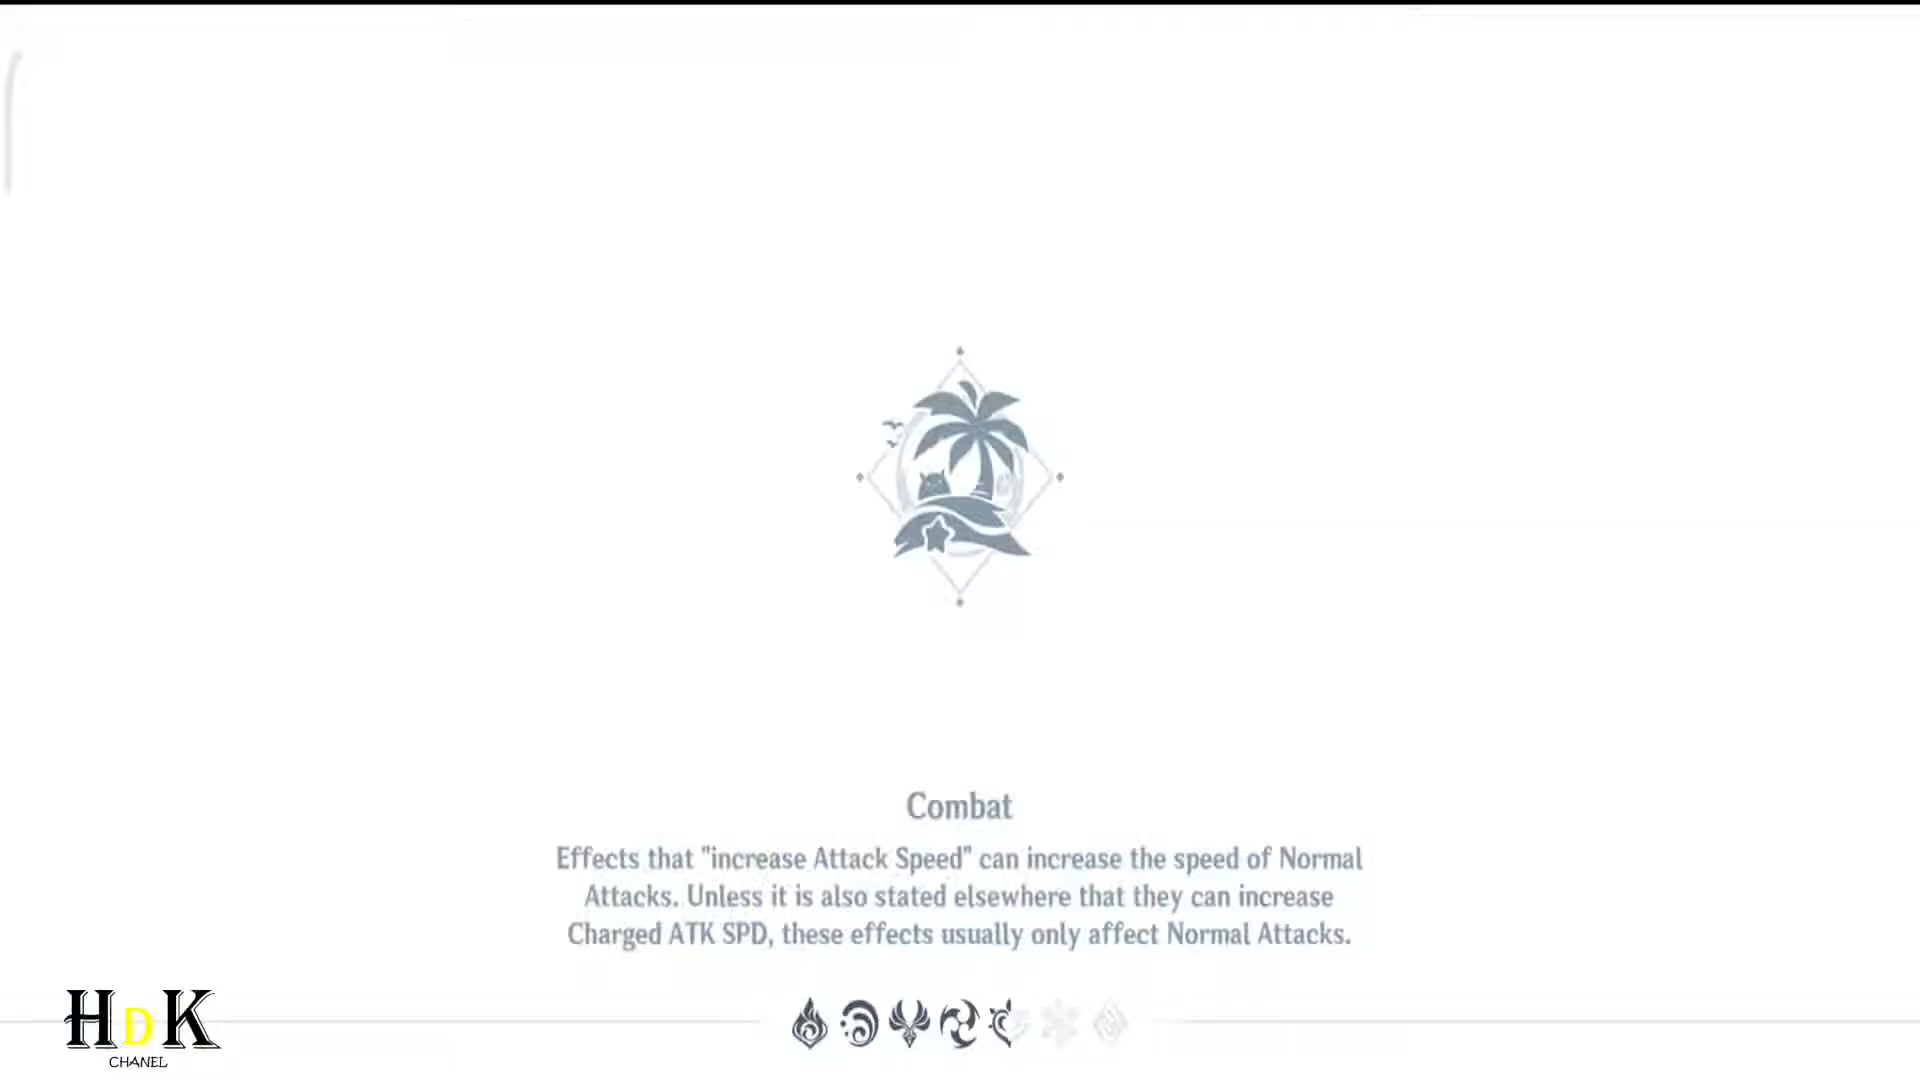 Combat
Effects that "increase Attack Speed" can increase the speed of Normal
Attacks. Unless it is also stated elsewhere that they can increase
Charged ATK SPD, these effects usually only affect Normal Attacks.
HDK
CHANEL